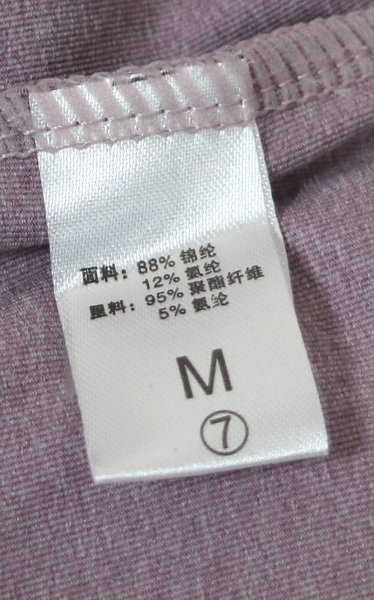 面料：88% 锦纶
12% 氨纶
里料：95% 聚酯纤维
5% 氨纶
M
⑦